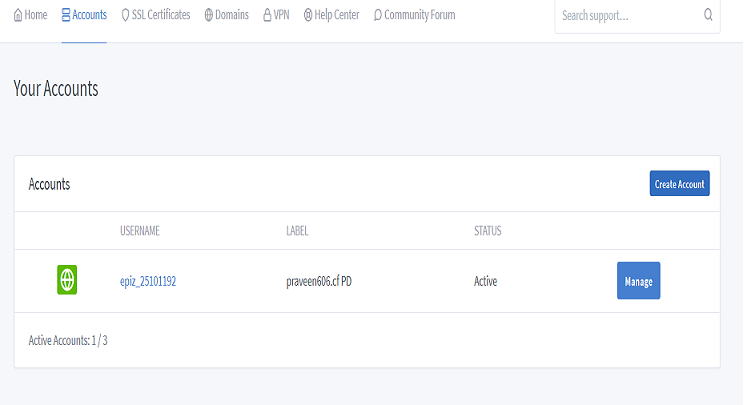 Home Accounts SSL Certificates Domains VPN Help Center Community Forum Search support...
Your Accounts
Accounts Create Account
USERNAME LABEL STATUS
epiz_25101192 praveen606.cf PD Active Manage
Active Accounts: 1 / 3